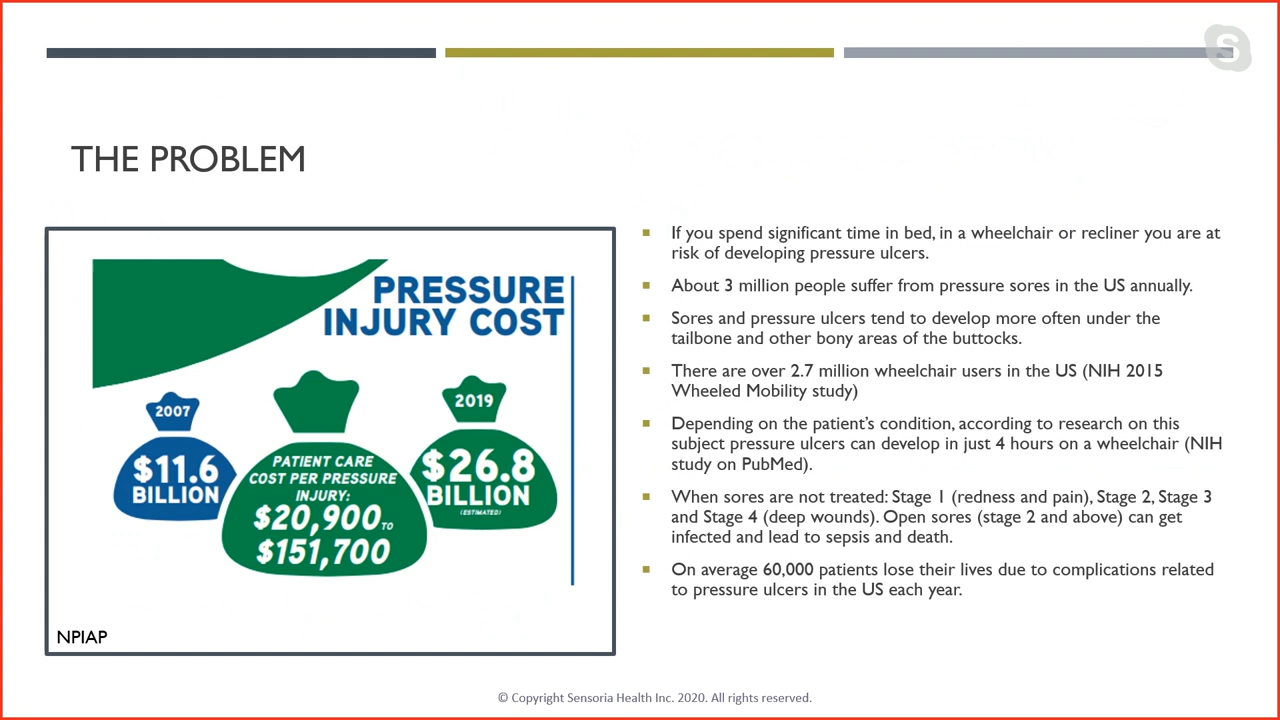 S
THE PROBLEM
PRESSURE
INJURY COST
2007
$11.6
BILLION
PATIENT CARE
COST PER PRESSURE
INJURY:
$20,900 TO
$151,700
2019
$26.8
BILLION
(ESTIMATED)
NPIAP
If you spend significant time in bed, in a wheelchair or recliner you are at
risk of developing pressure ulcers.
About 3 million people suffer from pressure sores in the US annually.
Sores and pressure ulcers tend to develop more often under the
tailbone and other bony areas of the buttocks.
There are over 2.7 million wheelchair users in the US (NIH 2015
Wheeled Mobility study)
Depending on the patient's condition, according to research on this
subject pressure ulcers can develop in just 4 hours on a wheelchair (NIH
study on PubMed).
When sores are not treated: Stage 1 (redness and pain), Stage 2, Stage 3
and Stage 4 (deep wounds). Open sores (stage 2 and above) can get
infected and lead to sepsis and death.
On average 60,000 patients lose their lives due to complications related
to pressure ulcers in the US each year.
© Copyright Sensoria Health Inc. 2020. All rights reserved.